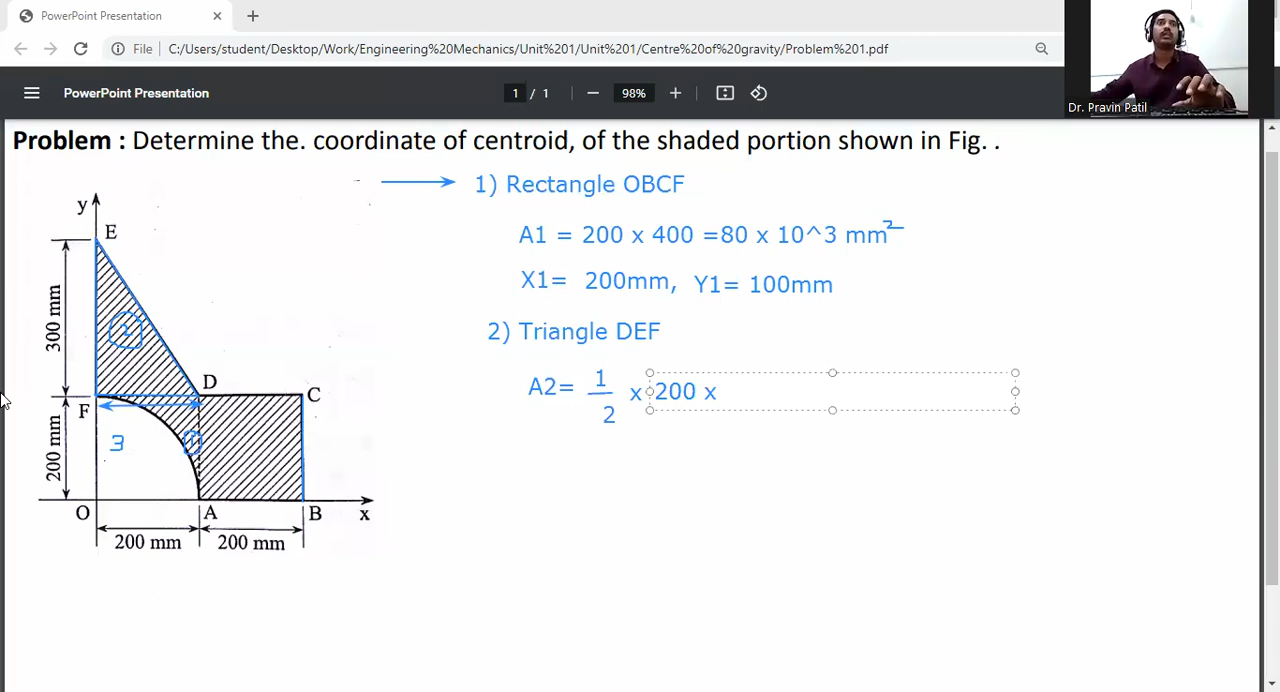 PowerPoint Presentation
File C:/Users/student/Desktop/Work/Engineering%20Mechanics/Unit%201/Unit%201/Centre%20of%20gravity/Problem%201.pdf
PowerPoint Presentation 1 / 1 98%
Dr. Pravin Patil
Problem : Determine the. coordinate of centroid, of the shaded portion shown in Fig. .
1) Rectangle OBCF
A1 = 200 x 400 =80 x 10^3 mm2
X1= 200mm, Y1= 100mm
2) Triangle DEF
A2= 1/2 x 200 x
y
E
300 mm
2
D
C
F
200 mm
3
1
O
A
B
x
200 mm
200 mm